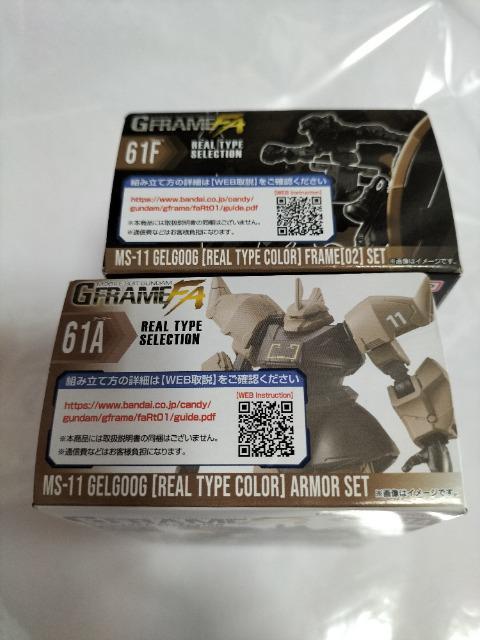 GFRAMEFA
61F
REAL TYPE
SELECTION
組み立て方の詳細は【WEB取説】をご確認ください
https://www.bandai.co.jp/candy/
gundam/gframe/faRt01/guide.pdf
【WEB Instruction】
※本商品には取扱説明書の同梱はございません。
※通信費などはお客様負担になります。
MS-11 GELGOOG [REAL TYPE COLOR] FRAME[02] SET
※画像はイメージです。
MOBILE SUIT GUNDAM
GFRAMEFA
61A
REAL TYPE
SELECTION
11
組み立て方の詳細は【WEB取説】をご確認ください
https://www.bandai.co.jp/candy/
gundam/gframe/faRt01/guide.pdf
【WEB Instruction】
※本商品には取扱説明書の同梱はございません。
※通信費などはお客様負担になります。
MS-11 GELGOOG [REAL TYPE COLOR] ARMOR SET
※画像はイメージです。